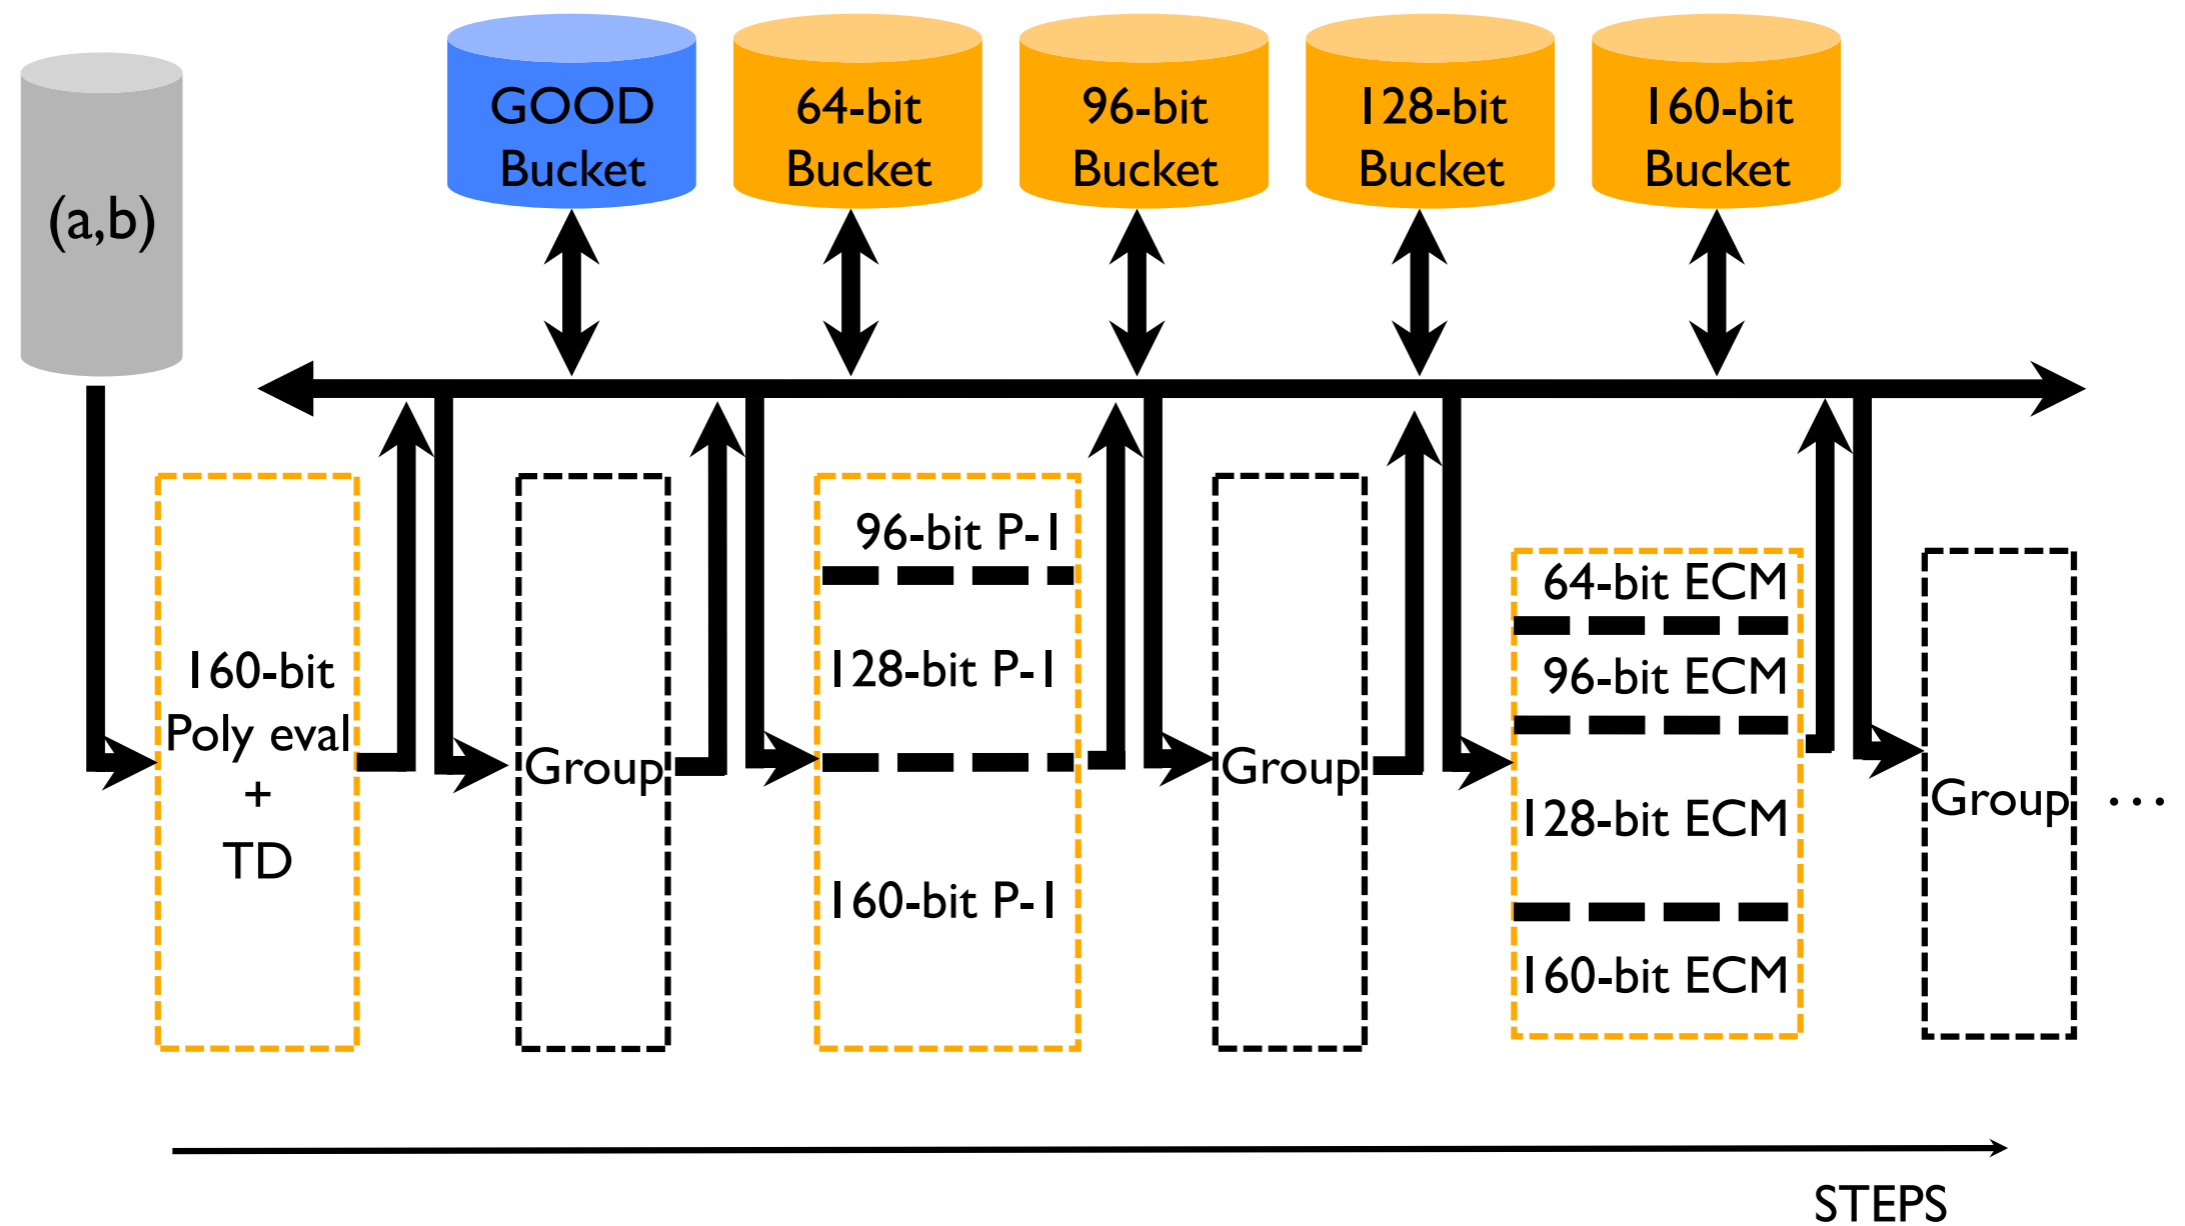 (a,b)
GOOD
Bucket
64-bit
Bucket
96-bit
Bucket
128-bit
Bucket
160-bit
Bucket
160-bit
Poly eval
+
TD
Group
96-bit P-1
128-bit P-1
160-bit P-1
Group
64-bit ECM
96-bit ECM
128-bit ECM
160-bit ECM
Group
...
STEPS